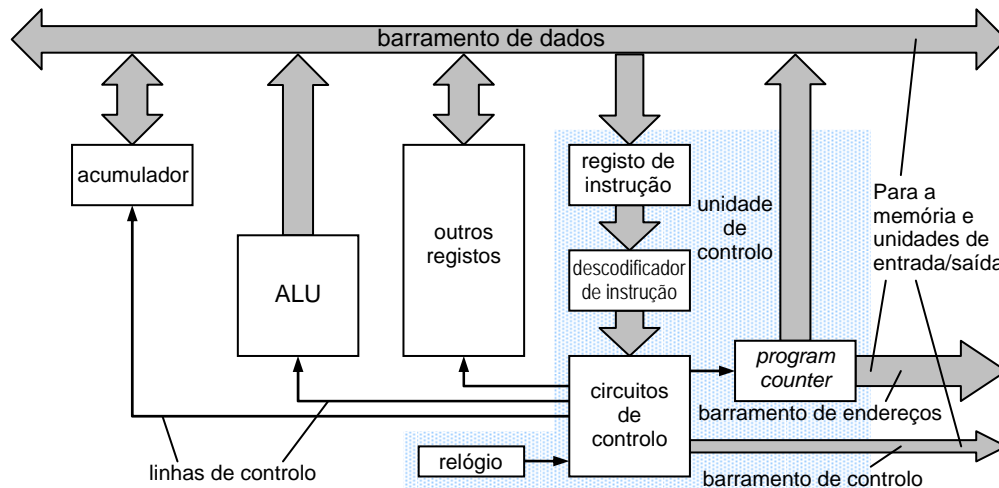 barramento de dados
acumulador
ALU
outros
registos
registo de
instrução
descodificador
de instrução
unidade
de
controlo
circuitos
de
controlo
program
counter
Para a
memória e
unidades de
entrada/saída
barramento de endereços
barramento de controlo
relógio
linhas de controlo